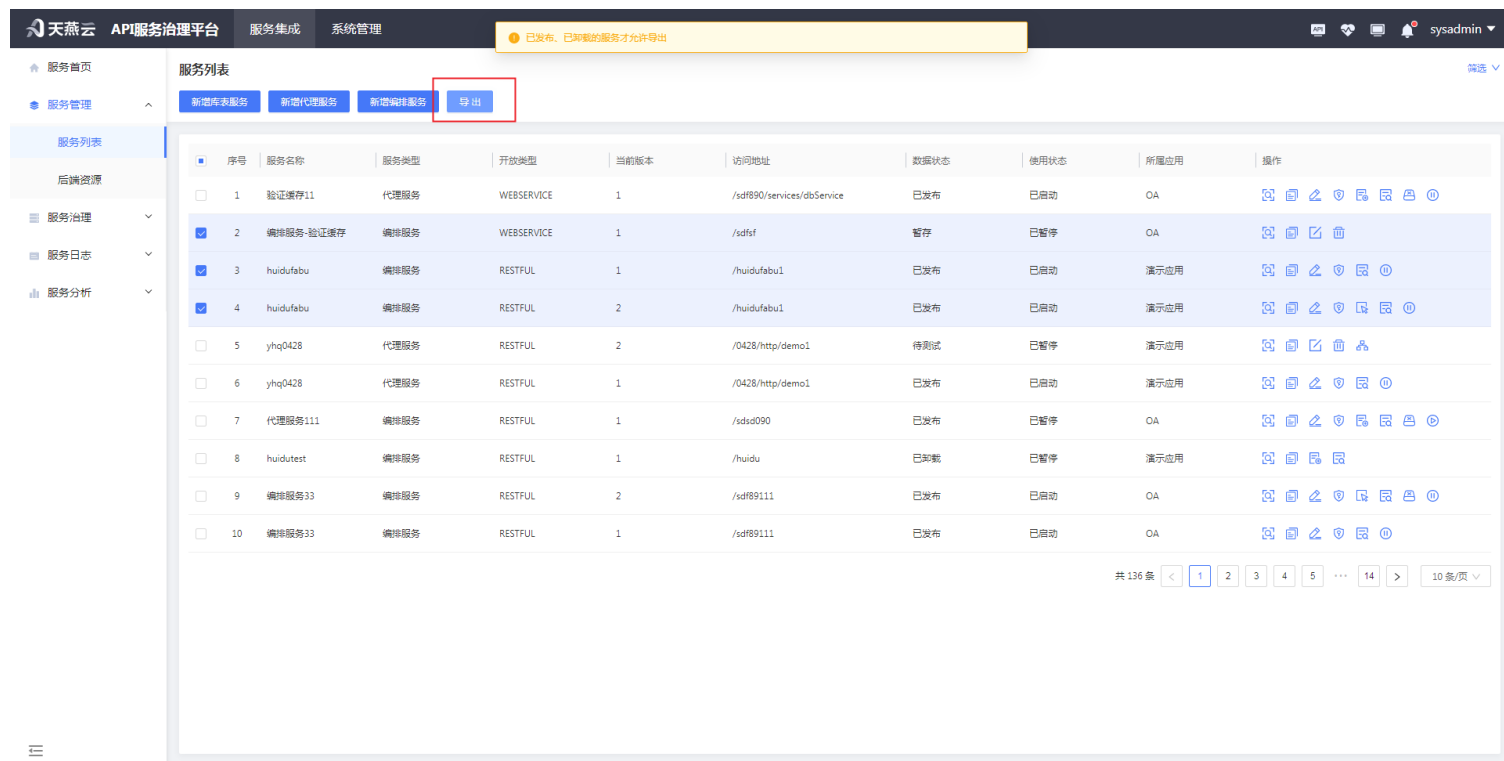 天燕云 API服务治理平台 服务集成 系统管理 sysadmin
已发布、已卸载的服务才允许导出
服务首页
服务管理
服务列表
后端资源
服务治理
服务日志
服务分析
服务列表 筛选
新增库表服务 新增代理服务 新增编排服务 导出
序号 服务名称 服务类型 开放类型 当前版本 访问地址 数据状态 使用状态 所属应用 操作
1 验证缓存11 代理服务 WEBSERVICE 1 /sdf890/services/dbService 已发布 已启动 OA
2 编排服务-验证缓存 编排服务 WEBSERVICE 1 /sdfsf 暂存 已暂停 OA
3 huidufabu 编排服务 RESTFUL 1 /huidufabu1 已发布 已启动 演示应用
4 huidufabu 编排服务 RESTFUL 2 /huidufabu1 已发布 已启动 演示应用
5 yhq0428 代理服务 RESTFUL 2 /0428/http/demo1 待测试 已暂停 演示应用
6 yhq0428 代理服务 RESTFUL 1 /0428/http/demo1 已发布 已启动 演示应用
7 代理服务111 编排服务 RESTFUL 1 /sdsd090 已发布 已暂停 OA
8 huidutest 编排服务 RESTFUL 1 /huidu 已卸载 已暂停 演示应用
9 编排服务33 编排服务 RESTFUL 2 /sdf89111 已发布 已启动 OA
10 编排服务33 编排服务 RESTFUL 1 /sdf89111 已发布 已启动 OA
共 136 条 < 1 2 3 4 5 ••• 14 > 10 条/页